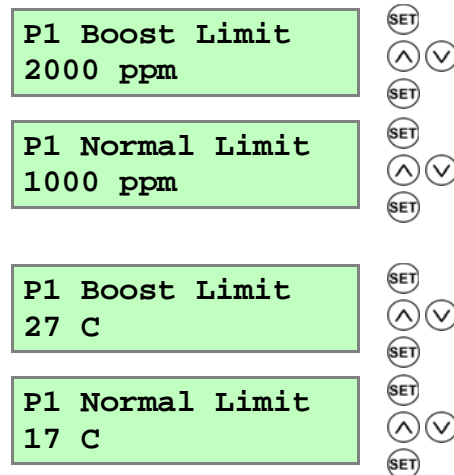 P1 Boost Limit
2000 ppm
SET
SET
P1 Normal Limit
1000 ppm
SET
SET
P1 Boost Limit
27 C
SET
SET
P1 Normal Limit
17 C
SET
SET